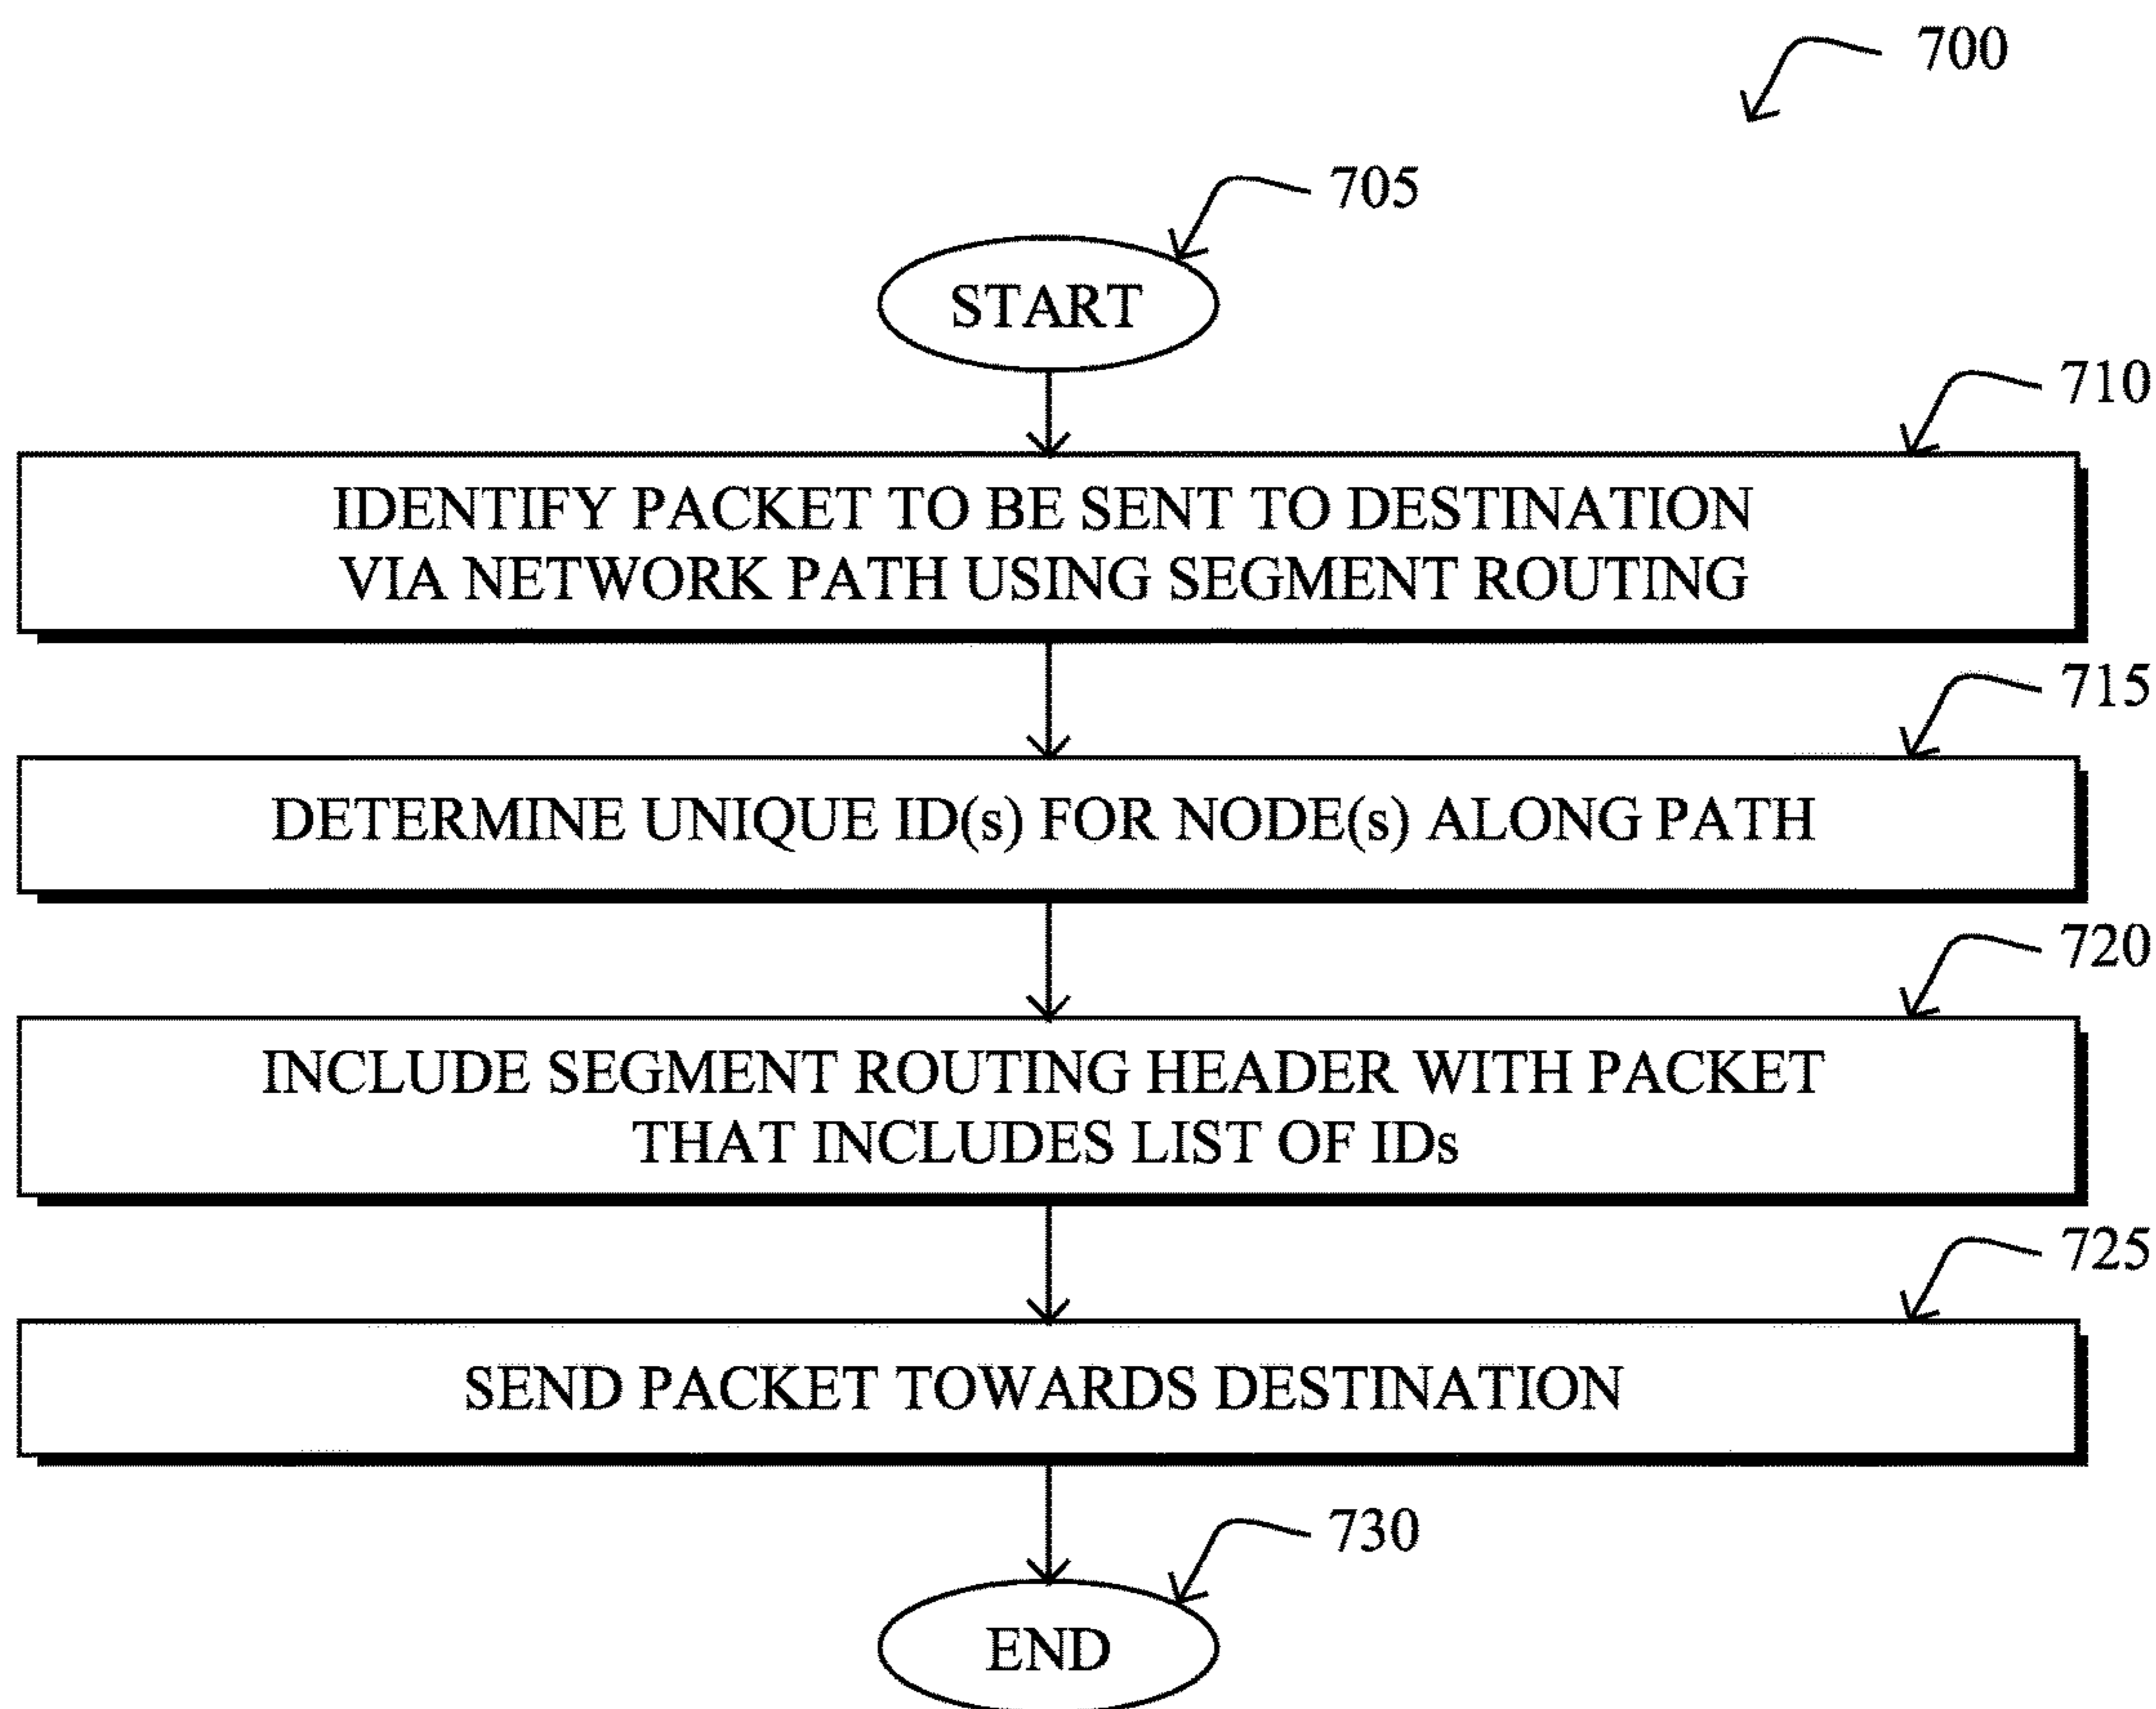 700
705
START
710
IDENTIFY PACKET TO BE SENT TO DESTINATION
VIA NETWORK PATH USING SEGMENT ROUTING
715
DETERMINE UNIQUE ID(s) FOR NODE(s) ALONG PATH
720
INCLUDE SEGMENT ROUTING HEADER WITH PACKET
THAT INCLUDES LIST OF IDs
725
SEND PACKET TOWARDS DESTINATION
730
END